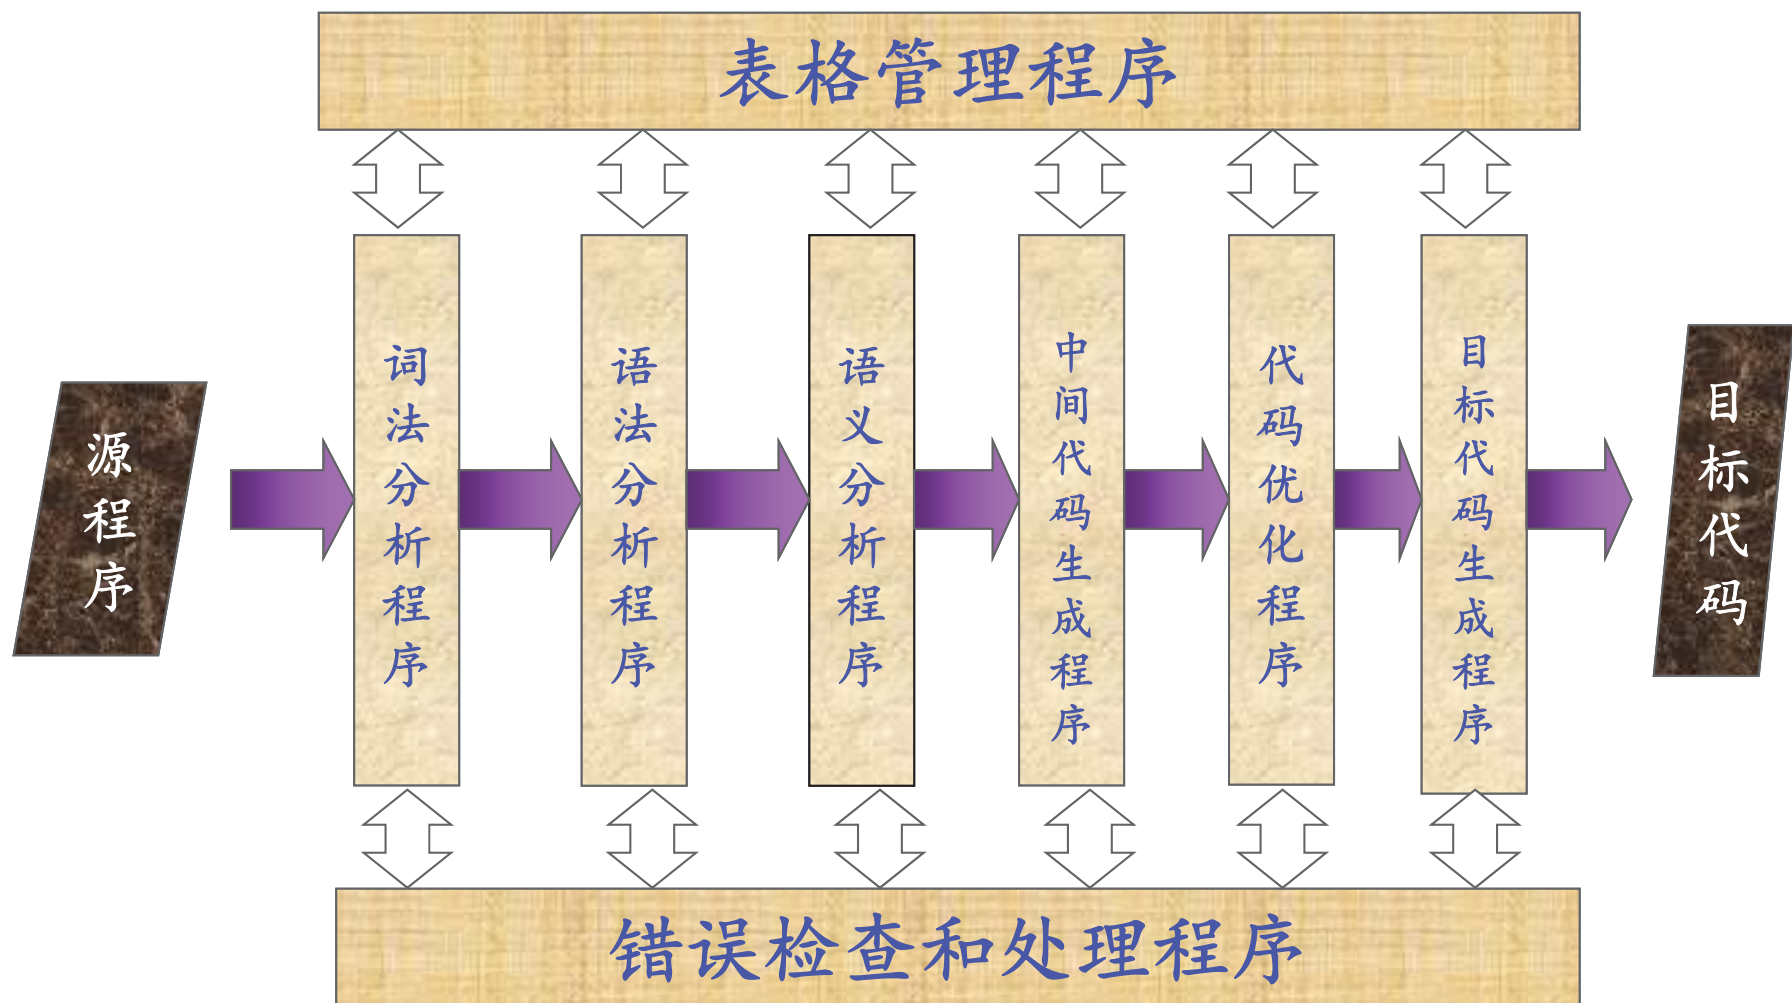 表格管理程序
源程序
词法分析程序
语法分析程序
语义分析程序
中间代码生成程序
代码优化程序
目标代码生成程序
目标代码
错误检查和处理程序